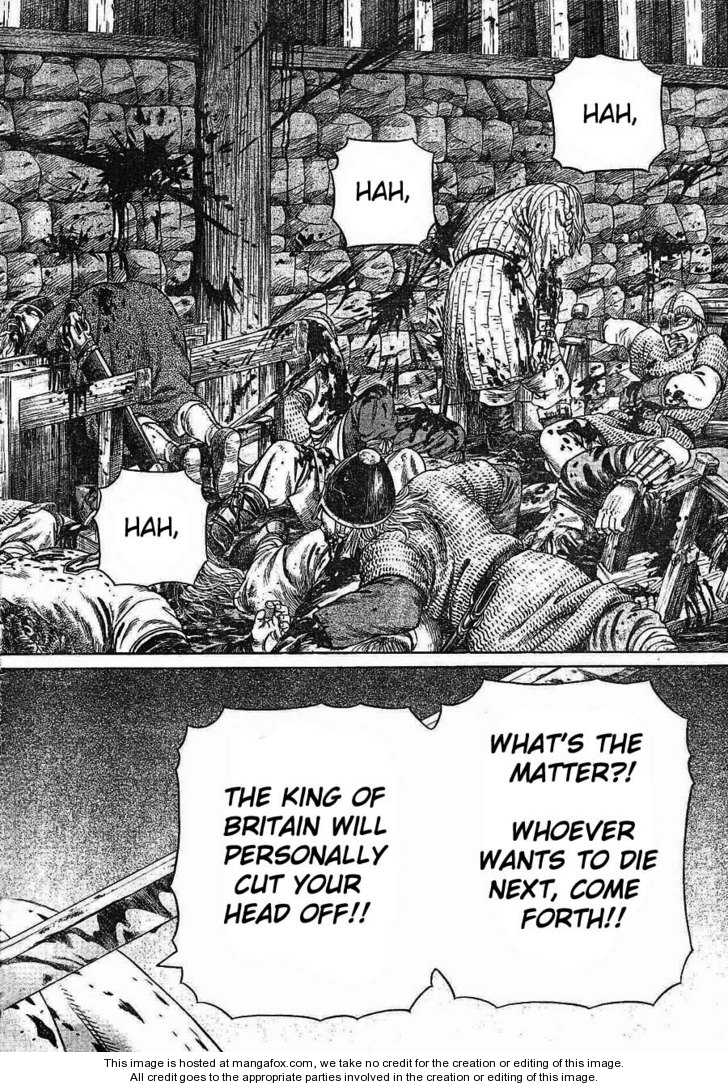 HAH,
HAH,
HAH,
WHAT'S THE
MATTER?!
WHOEVER
WANTS TO DIE
NEXT, COME
FORTH!!
THE KING OF
BRITAIN WILL
PERSONALLY
CUT YOUR
HEAD OFF!!
This image is hosted at mangafox.com, we take no credit for the creation or editing of this image.
All credit goes to the appropriate parties involved in the creation or editing of this image.